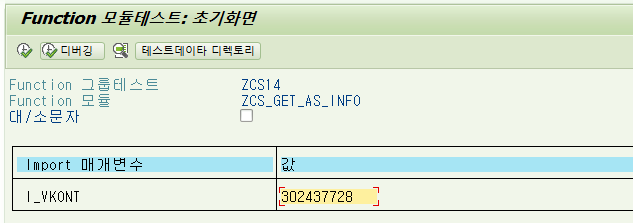 Function 모듈테스트: 초기화면
디버깅 테스트데이타 디렉토리
Function 그룹테스트 ZCS14
Function 모듈 ZCS_GET_AS_INFO
대/소문자
Import 매개변수 값
I_VKONT 302437728